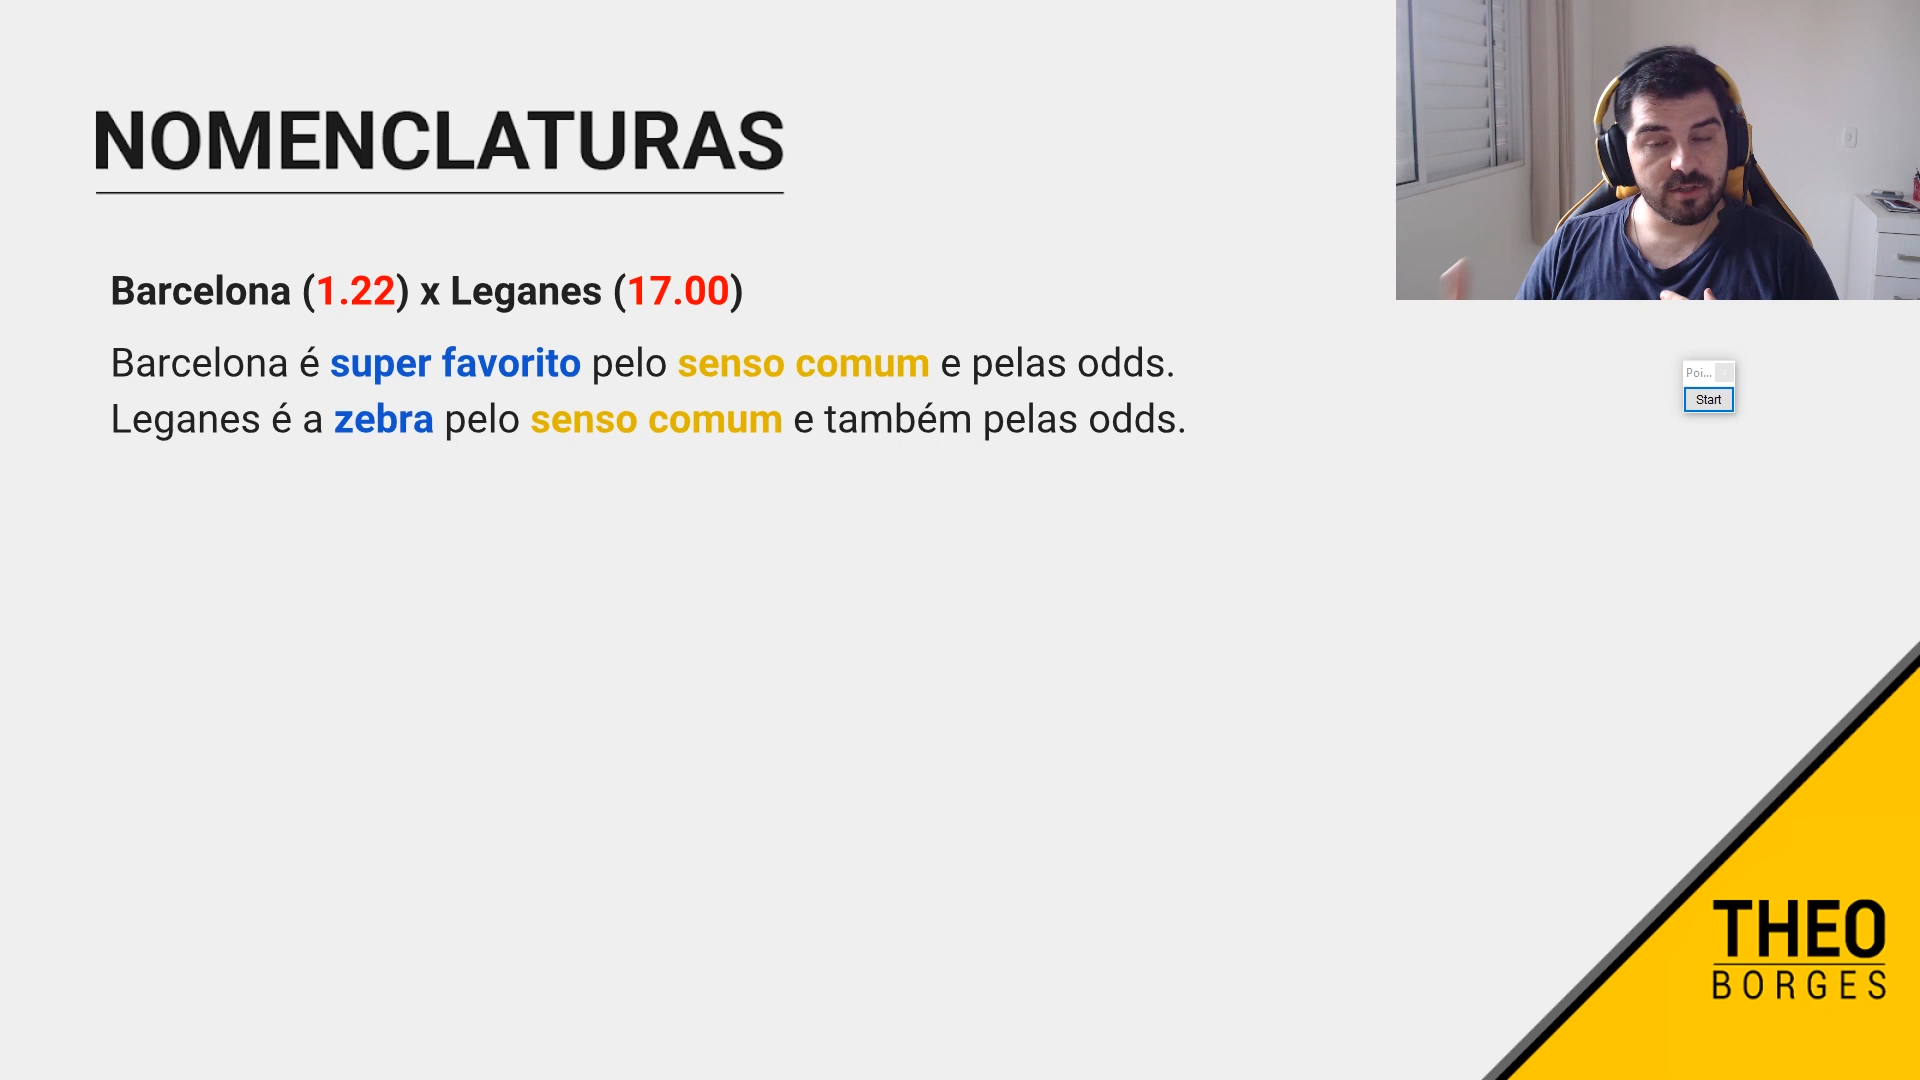 NOMENCLATURAS
Barcelona (1.22) x Leganes (17.00)
Barcelona é super favorito pelo senso comum e pelas odds.
Leganes é a zebra pelo senso comum e também pelas odds.
Poi...
Start
THEO
BORGES